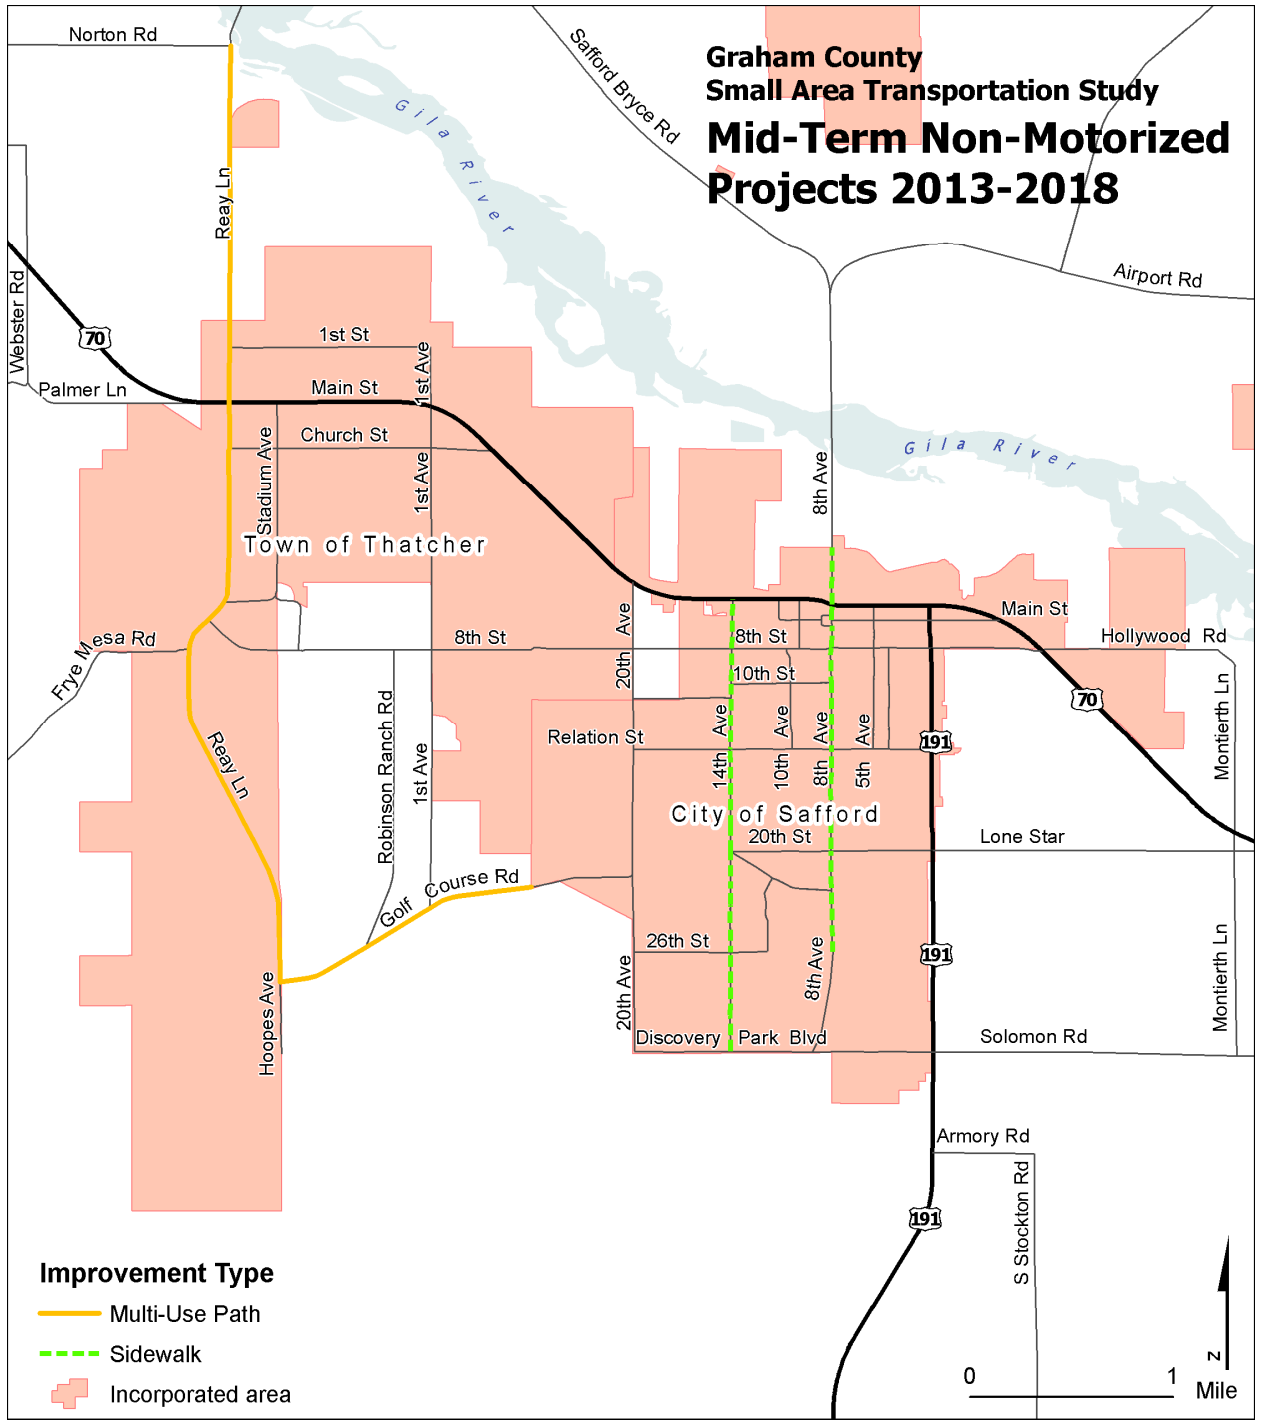 Graham County
Small Area Transportation Study
Mid-Term Non-Motorized
Projects 2013-2018
Norton Rd
Safford Bryce Rd
Gila River
Reay Ln
Airport Rd
Webster Rd
70
1st St
1st Ave
Palmer Ln
Main St
Church St
Stadium Ave
1st Ave
8th Ave
Gila River
Town of Thatcher
Main St
20th Ave
8th St
8th St
Hollywood Rd
Frye Mesa Rd
10th St
Montierth Ln
70
Robinson Ranch Rd
Reay Ln
Relation St
14th Ave
10th Ave
8th Ave
5th Ave
191
1st Ave
City of Safford
20th St
Lone Star
Golf Course Rd
26th St
191
Montierth Ln
Hoopes Ave
20th Ave
8th Ave
Discovery Park Blvd
Solomon Rd
Armory Rd
S Stockton Rd
191
Improvement Type
Multi-Use Path
Sidewalk
Incorporated area
N
0 1
Mile